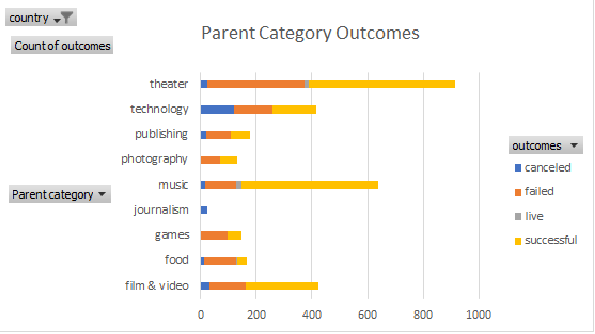 country
Count of outcomes
Parent Category Outcomes
theater
technology
publishing
photography
music
journalism
games
food
film & video
Parent category
0 200 400 600 800 1000
outcomes
canceled
failed
live
successful